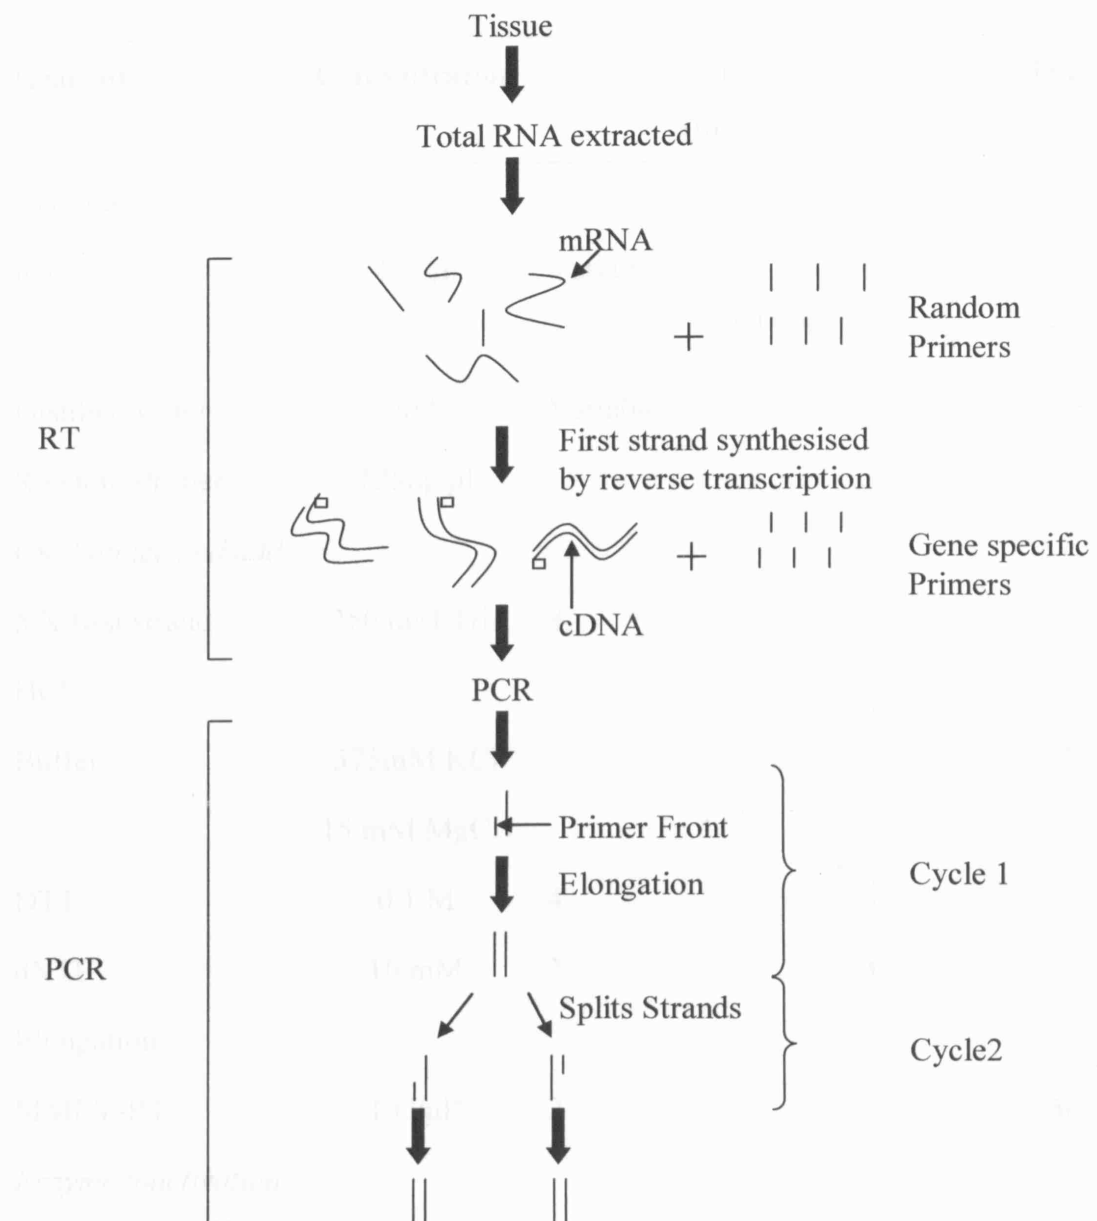 Tissue
Total RNA extracted
mRNA
Random
Primers
RT
First strand synthesised
by reverse transcription
Gene specific
Primers
cDNA
PCR
Primer Front
Elongation
Cycle 1
PCR
Splits Strands
Cycle2
Buffer